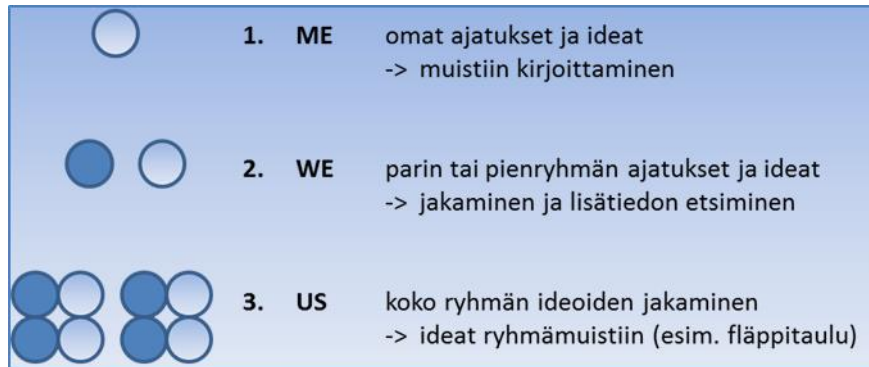 1. ME omat ajatukset ja ideat
-> muistiin kirjoittaminen
2. WE parin tai pienryhmän ajatukset ja ideat
-> jakaminen ja lisätiedon etsiminen
3. US koko ryhmän ideoiden jakaminen
-> ideat ryhmämuistiin (esim. fläppitaulu)